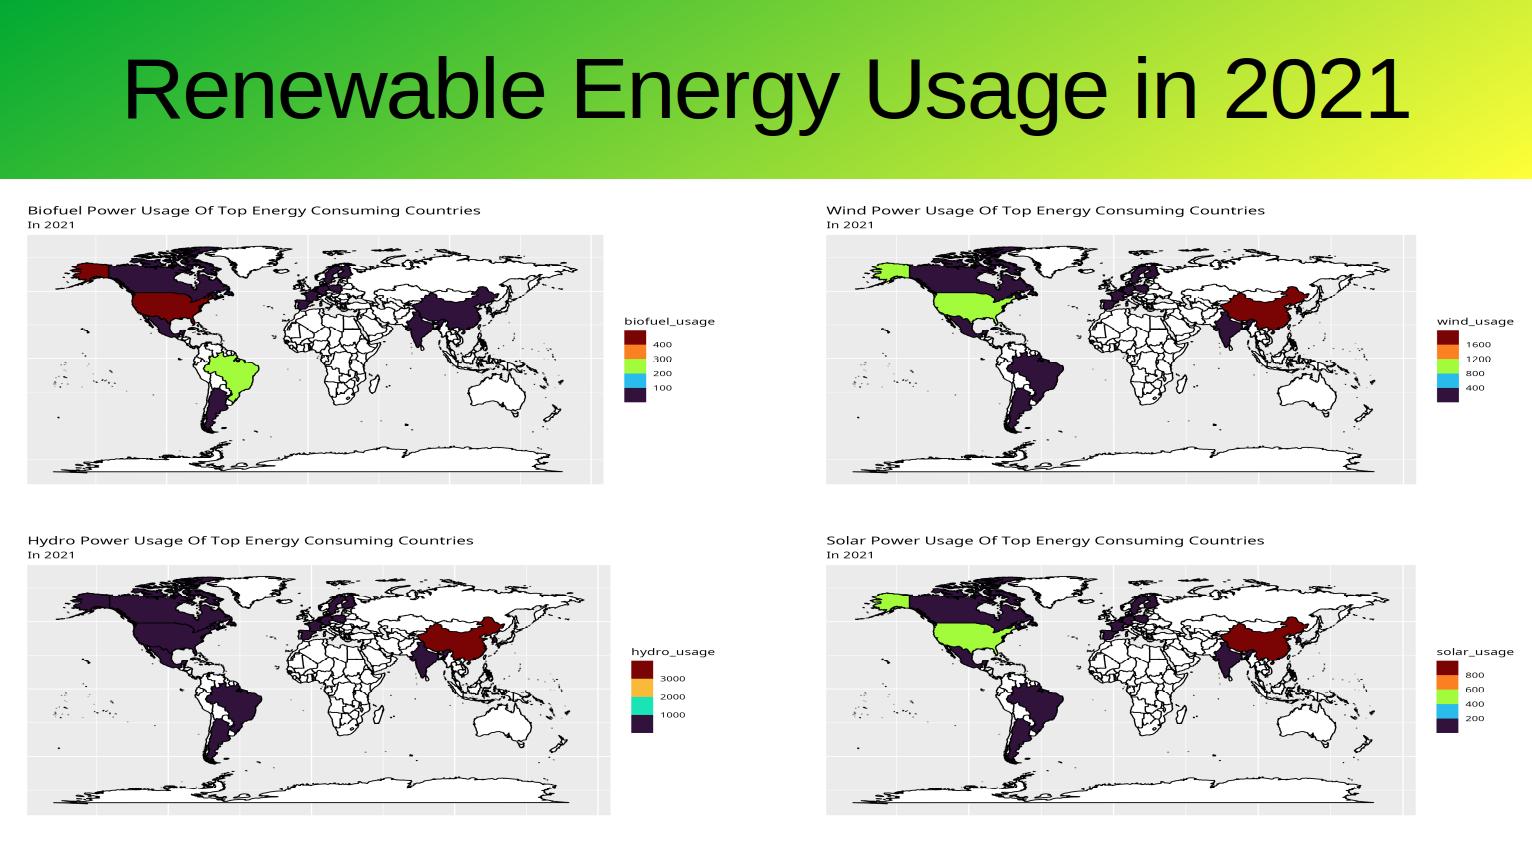 Renewable Energy Usage in 2021
Biofuel Power Usage Of Top Energy Consuming Countries
In 2021
biofuel_usage
400
300
200
100
Wind Power Usage Of Top Energy Consuming Countries
In 2021
wind_usage
1600
1200
800
400
Hydro Power Usage Of Top Energy Consuming Countries
In 2021
hydro_usage
3000
2000
1000
Solar Power Usage Of Top Energy Consuming Countries
In 2021
solar_usage
800
600
400
200